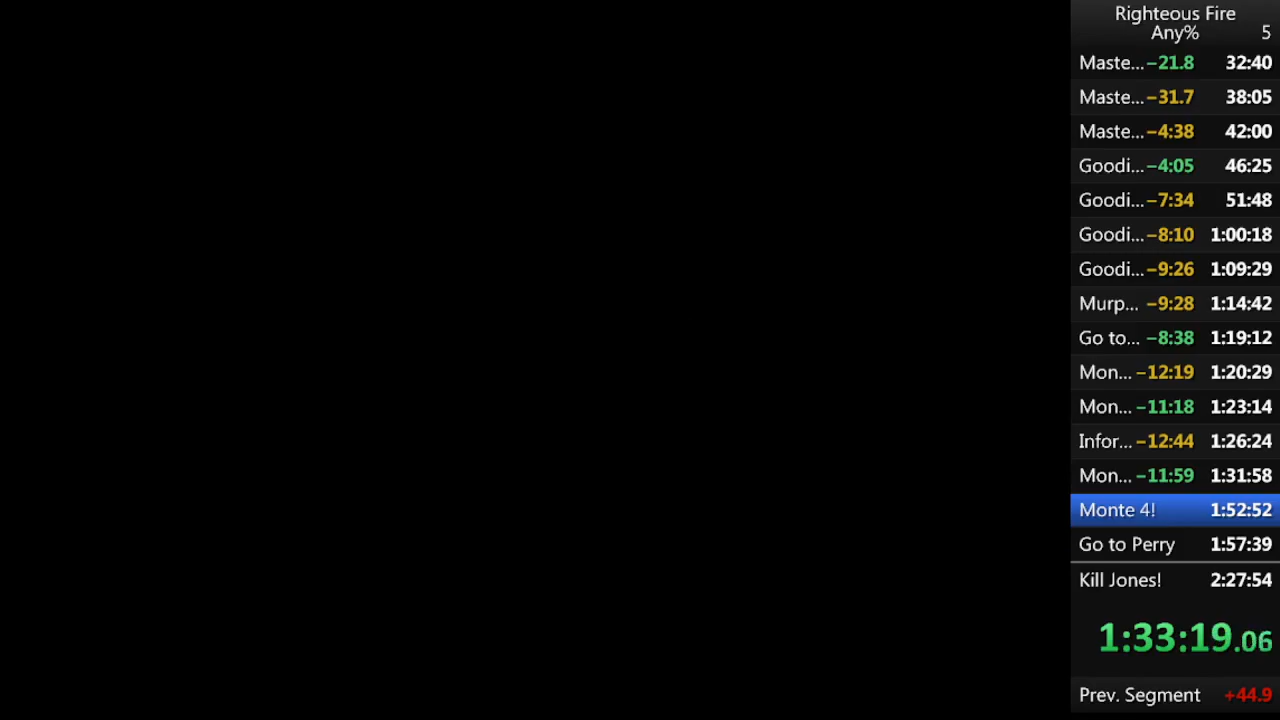 Righteous Fire
Any% 5
Maste... −21.8 32:40
Maste... −31.7 38:05
Maste... −4:38 42:00
Goodi... −4:05 46:25
Goodi... −7:34 51:48
Goodi... −8:10 1:00:18
Goodi... −9:26 1:09:29
Murp... −9:28 1:14:42
Go to... −8:38 1:19:12
Mon... −12:19 1:20:29
Mon... −11:18 1:23:14
Infor... −12:44 1:26:24
Mon... −11:59 1:31:58
Monte 4! 1:52:52
Go to Perry 1:57:39
Kill Jones! 2:27:54
1:33:19.06
Prev. Segment +44.9